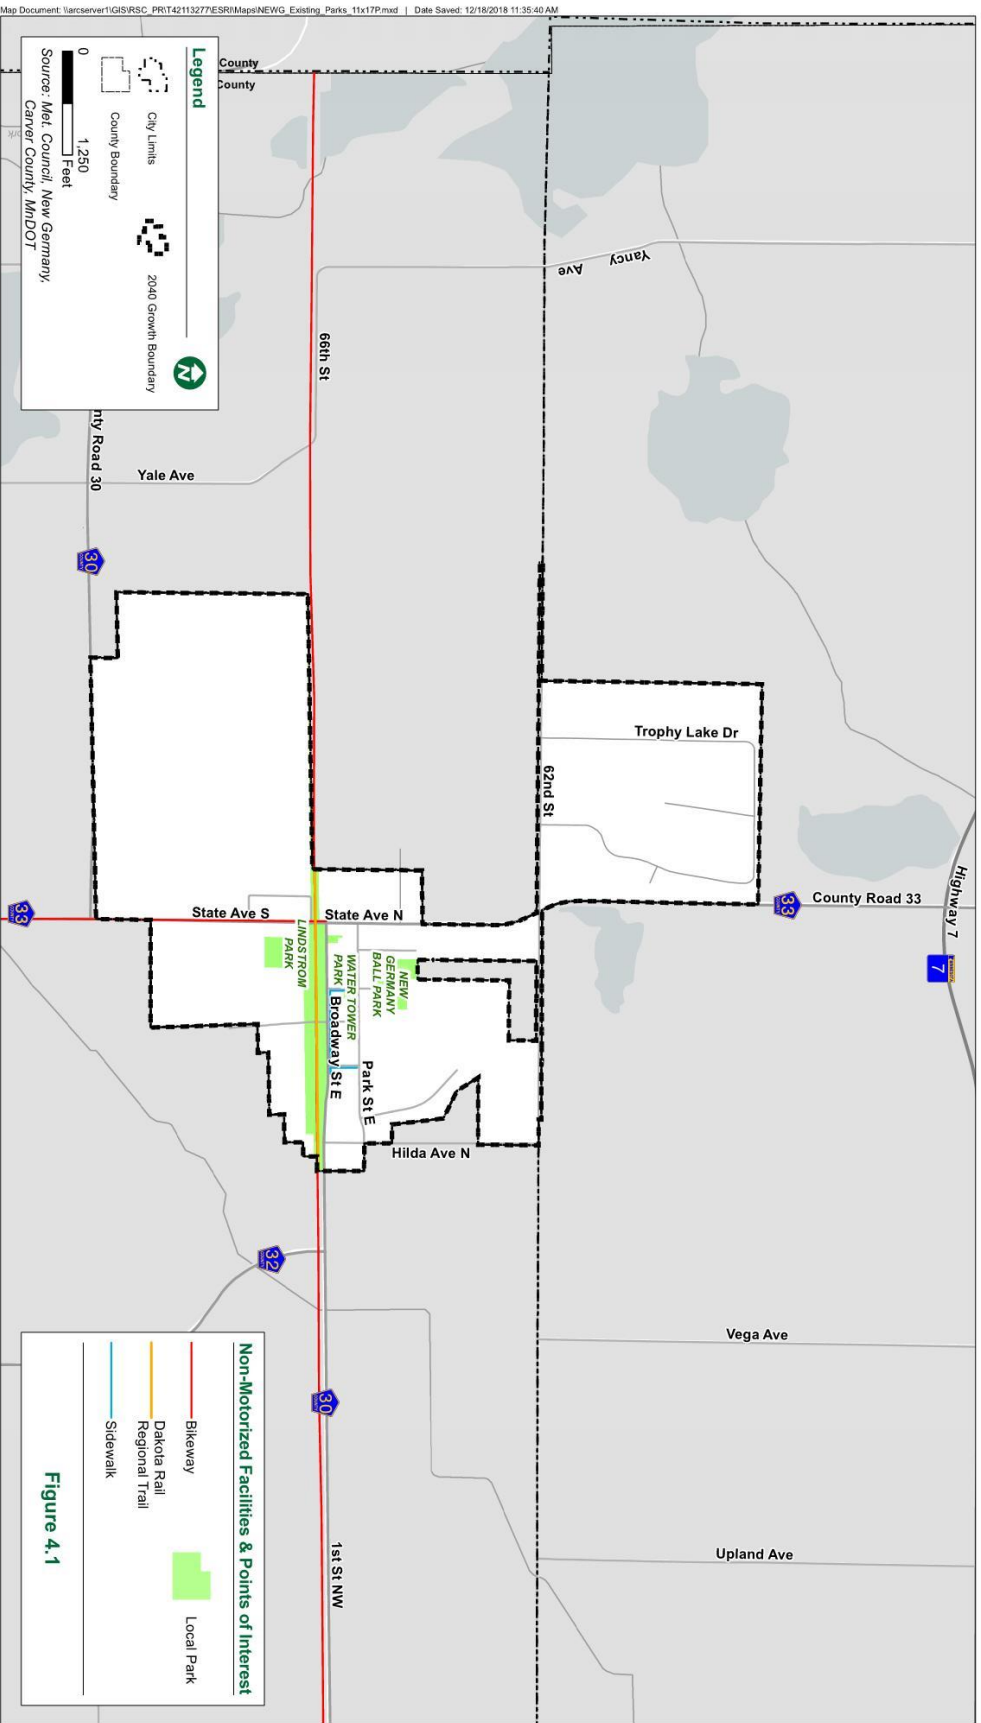 Map Document: \\arcserver1\GIS\RSC_PR\T42113277\ESRI\Maps\NEWG_Existing_Parks_11x17P.mxd | Date Saved: 12/18/2018 11:35:40 AM
County
County
Legend
City Limits
2040 Growth Boundary
County Boundary
N
0
1,250
Feet
Source: Met. Council, New Germany,
Carver County, MnDOT
Yancy
Ave
66th St
nty Road 30
Yale Ave
30
Trophy Lake Dr
62nd St
County Road 33
33
Highway 7
7
33
State Ave S
State Ave N
LINDSTROM
PARK
WATER TOWER
PARK
NEW
GERMANY
BALL PARK
Broadway St E
Park St E
Hilda Ave N
32
Vega Ave
30
1st St NW
Upland Ave
Non-Motorized Facilities & Points of Interest
Bikeway
Dakota Rail
Regional Trail
Sidewalk
Local Park
Figure 4.1